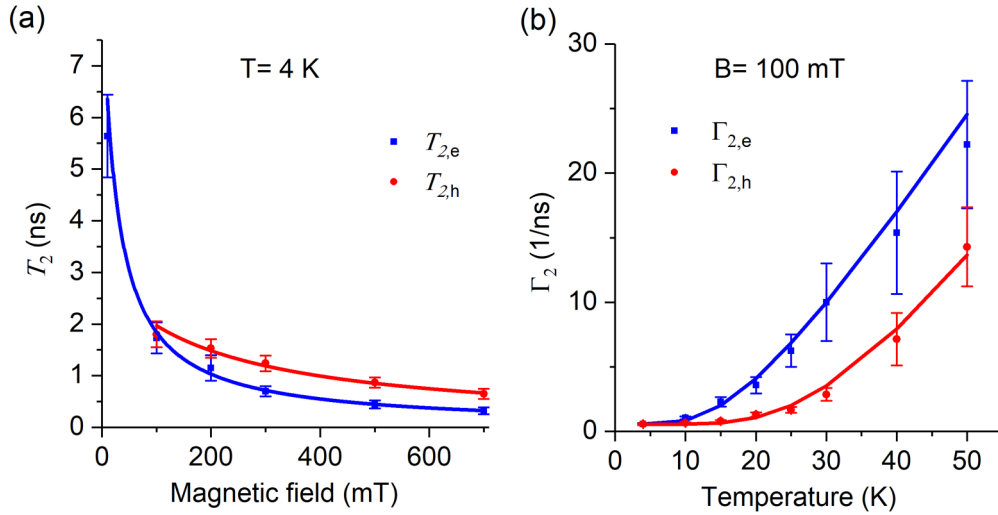 (a)
T= 4 K
T2,e
T2,h
T2 (ns)
7
6
5
4
3
2
1
0
0 200 400 600
Magnetic field (mT)
(b)
B= 100 mT
Γ2,e
Γ2,h
Γ2 (1/ns)
30
20
10
0
0 10 20 30 40 50
Temperature (K)